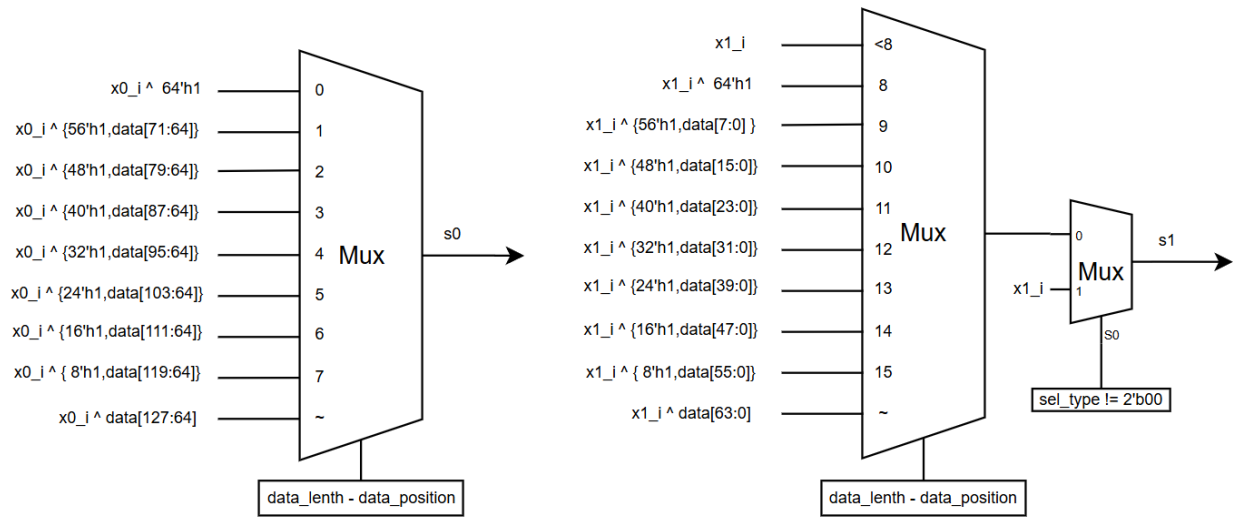 x0_i ^  64'h1
0
x0_i ^ {56'h1,data[71:64]}
1
x0_i ^ {48'h1,data[79:64]}
2
x0_i ^ {40'h1,data[87:64]}
3
x0_i ^ {32'h1,data[95:64]}
4
x0_i ^ {24'h1,data[103:64]}
5
x0_i ^ {16'h1,data[111:64]}
6
x0_i ^ { 8'h1,data[119:64]}
7
x0_i ^ data[127:64]
~
Mux
s0
data_lenth - data_position
x1_i
<8
x1_i ^  64'h1
8
x1_i ^ {56'h1,data[7:0] }
9
x1_i ^ {48'h1,data[15:0]}
10
x1_i ^ {40'h1,data[23:0]}
11
x1_i ^ {32'h1,data[31:0]}
12
x1_i ^ {24'h1,data[39:0]}
13
x1_i ^ {16'h1,data[47:0]}
14
x1_i ^ { 8'h1,data[55:0]}
15
x1_i ^ data[63:0]
~
Mux
data_lenth - data_position
0
x1_i
1
Mux
s1
S0
sel_type != 2'b00